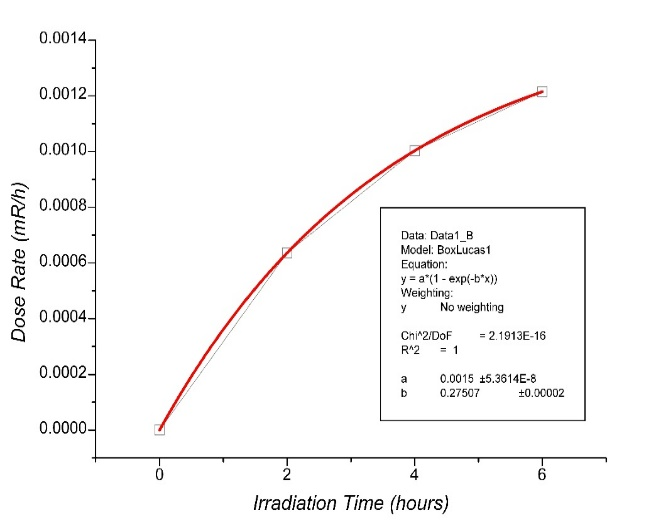 0.0014
0.0012
0.0010
0.0008
0.0006
0.0004
0.0002
0.0000
Dose Rate (mR/h)
Data: Data1_B
Model: BoxLucas1
Equation:
y = a*(1 - exp(-b*x))
Weighting:
y No weighting
Chi^2/DoF = 2.1913E-16
R^2 = 1
a 0.0015 ±5.3614E-8
b 0.27507 ±0.00002
0 2 4 6
Irradiation Time (hours)